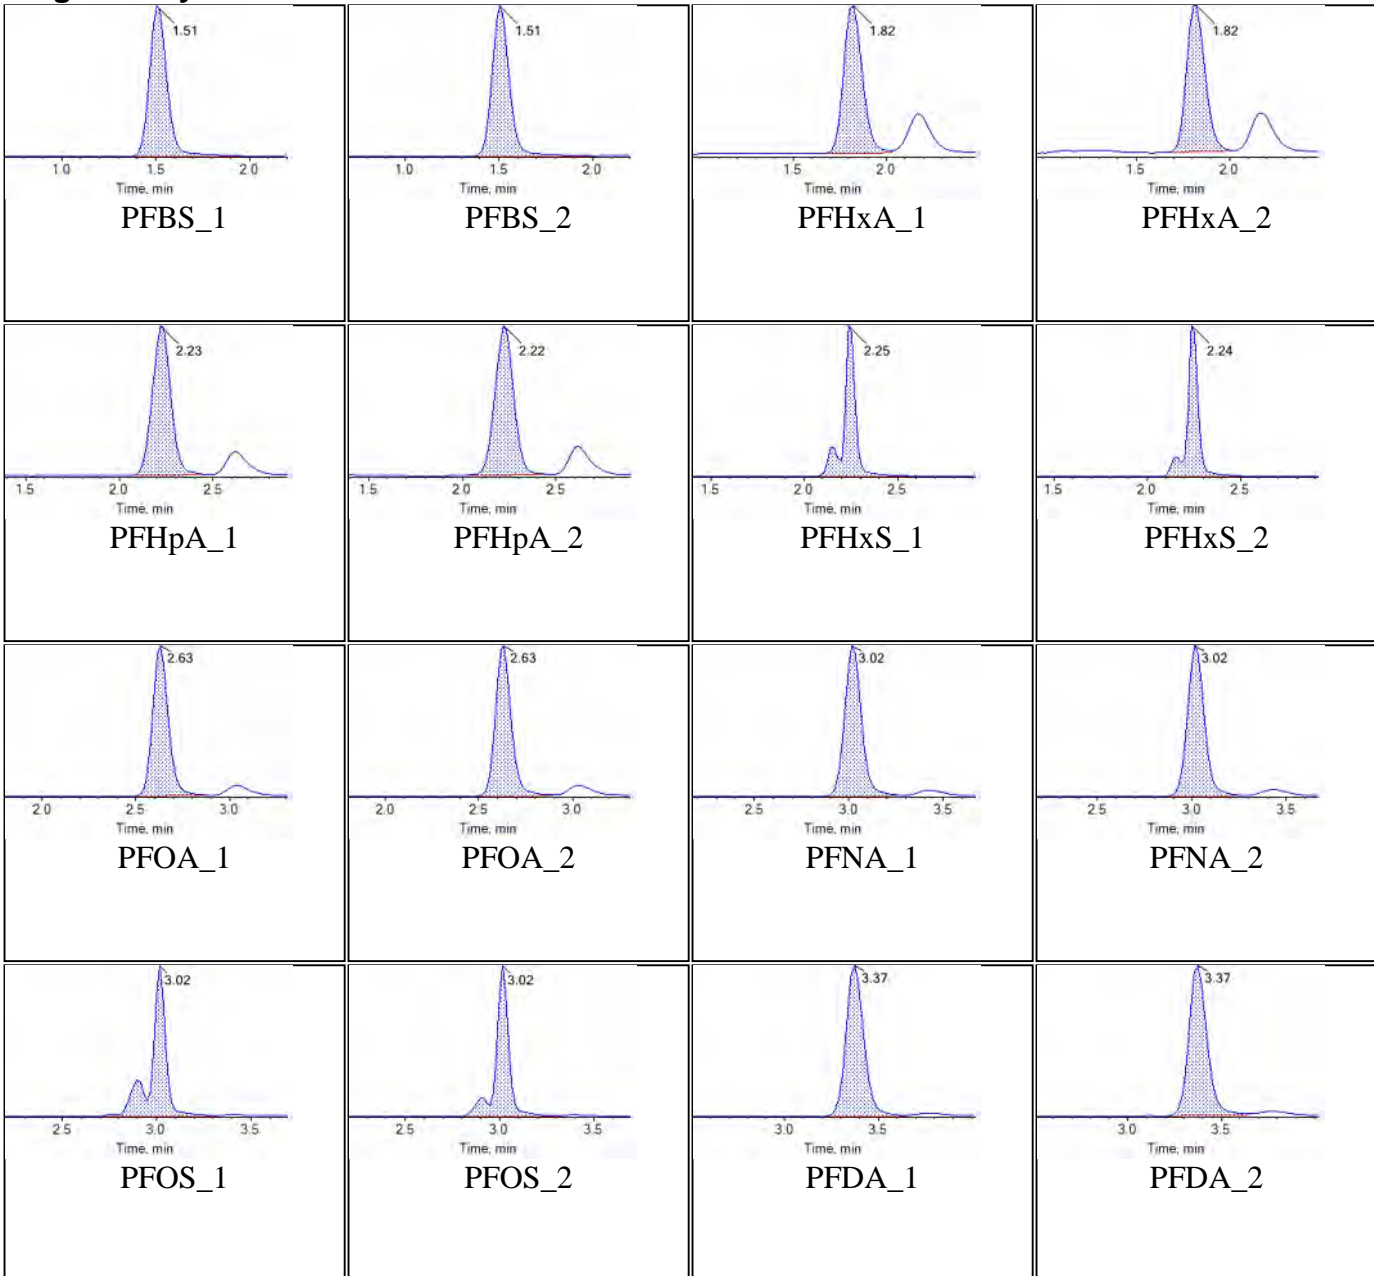 1.51 1.51 1.82 1.82
1.0 1.5 2.0 1.0 1.5 2.0 1.5 2.0 1.5 2.0
Time, min Time, min Time, min Time, min
PFBS_1 PFBS_2 PFHxA_1 PFHxA_2
2.23 2.22 2.25 2.24
1.5 2.0 2.5 1.5 2.0 2.5 1.5 2.0 2.5 1.5 2.0 2.5
Time, min Time, min Time, min Time, min
PFHpA_1 PFHpA_2 PFHxS_1 PFHxS_2
2.63 2.63 3.02 3.02
2.0 2.5 3.0 2.0 2.5 3.0 2.5 3.0 3.5 2.5 3.0 3.5
Time, min Time, min Time, min Time, min
PFOA_1 PFOA_2 PFNA_1 PFNA_2
3.02 3.02 3.37 3.37
2.5 3.0 3.5 2.5 3.0 3.5 3.0 3.5 3.0 3.5
Time, min Time, min Time, min Time, min
PFOS_1 PFOS_2 PFDA_1 PFDA_2